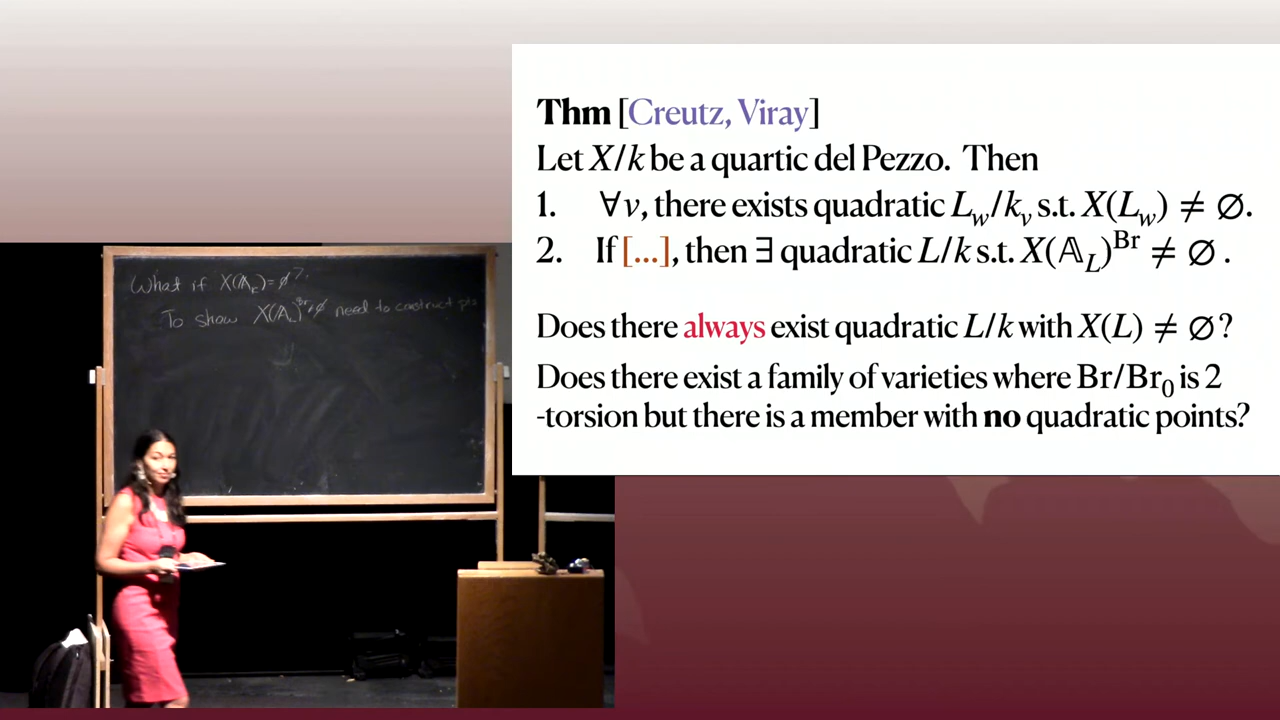 Thm [Creutz, Viray]
Let X/k be a quartic del Pezzo. Then
1. ∀v, there exists quadratic L_w/k_v s.t. X(L_w) ≠ ∅.
2. If [...], then ∃ quadratic L/k s.t. X(𝔸_L)^Br ≠ ∅.
Does there always exist quadratic L/k with X(L) ≠ ∅?
Does there exist a family of varieties where Br/Br_0 is 2
-torsion but there is a member with no quadratic points?
What if X(𝔸_k)=∅?
To show X(𝔸_L)^Br≠∅ need to construct pts